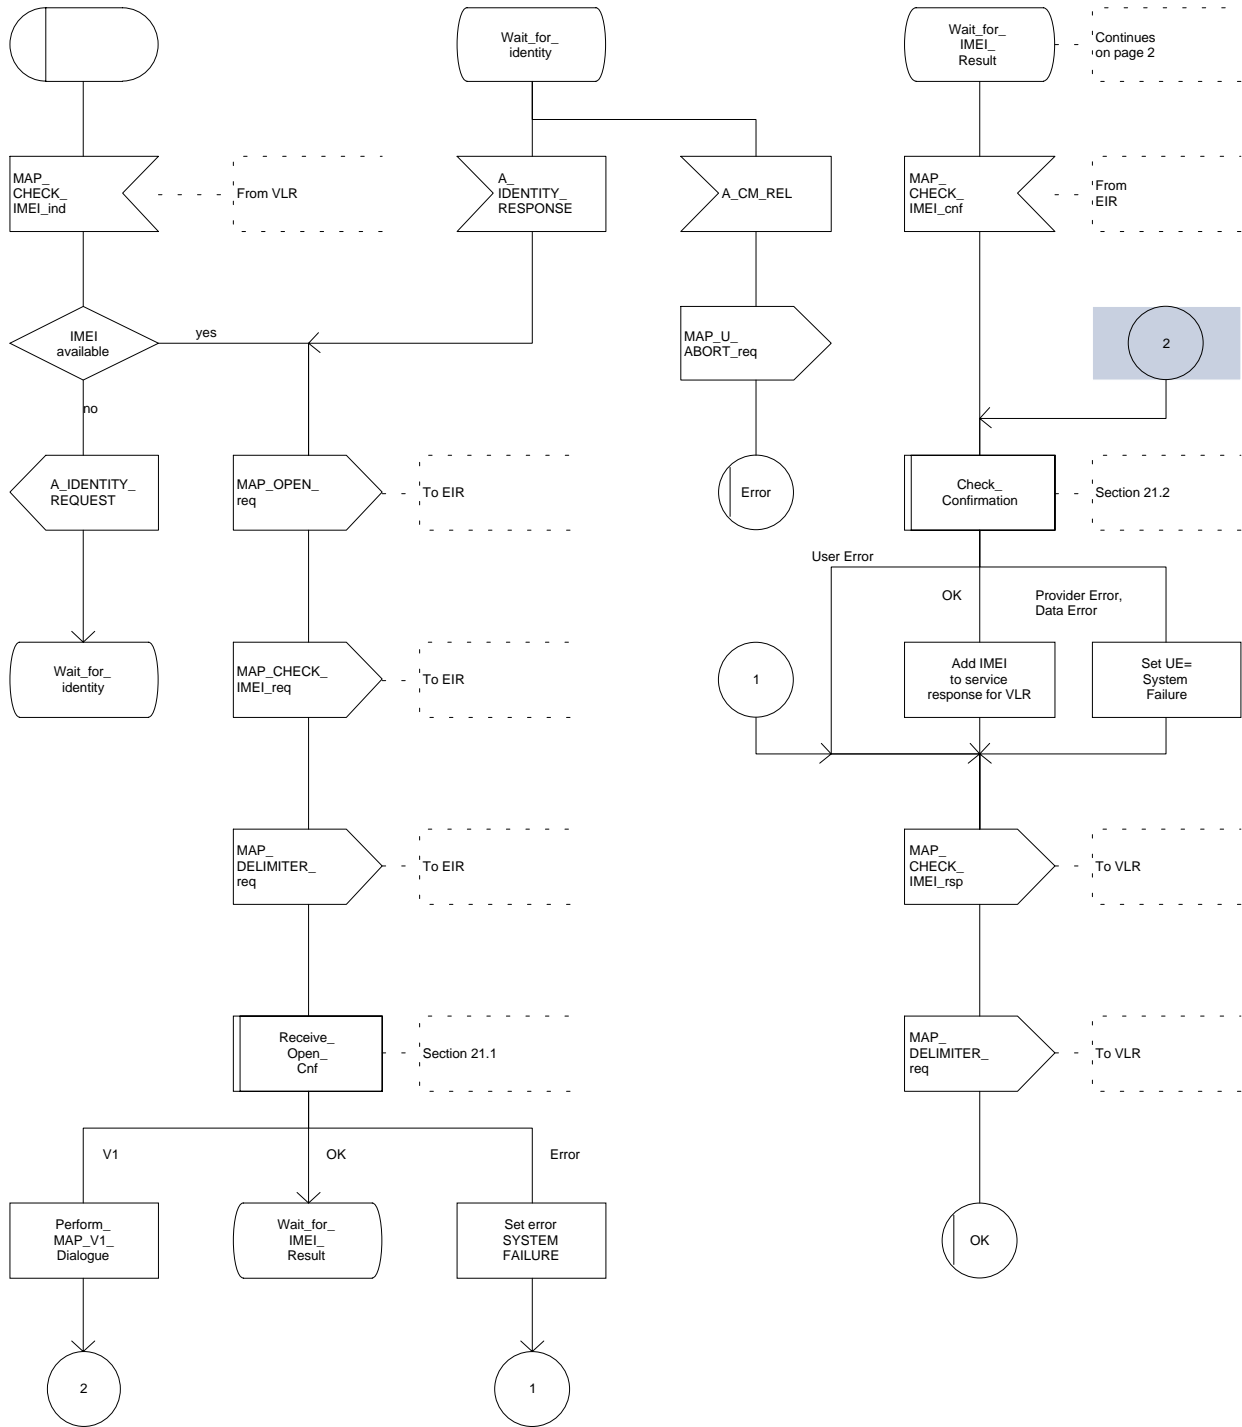 Wait_for_
identity
Wait_for_
IMEI_
Result
Continues
on page 2
MAP_
CHECK_
IMEI_ind
From VLR
A_
IDENTITY_
RESPONSE
A_CM_REL
MAP_
CHECK_
IMEI_cnf
From
EIR
IMEI
available
yes
no
MAP_U_
ABORT_req
2
A_IDENTITY_
REQUEST
MAP_OPEN_
req
To EIR
Error
Check_
Confirmation
Section 21.2
User Error
OK
Provider Error,
Data Error
Wait_for_
identity
MAP_CHECK_
IMEI_req
To EIR
1
Add IMEI
to service
response for VLR
Set UE=
System
Failure
MAP_
DELIMITER_
req
To EIR
MAP_
CHECK_
IMEI_rsp
To VLR
Receive_
Open_
Cnf
Section 21.1
MAP_
DELIMITER_
req
To VLR
V1
OK
Error
Perform_
MAP_V1_
Dialogue
Wait_for_
IMEI_
Result
Set error
SYSTEM
FAILURE
OK
2
1